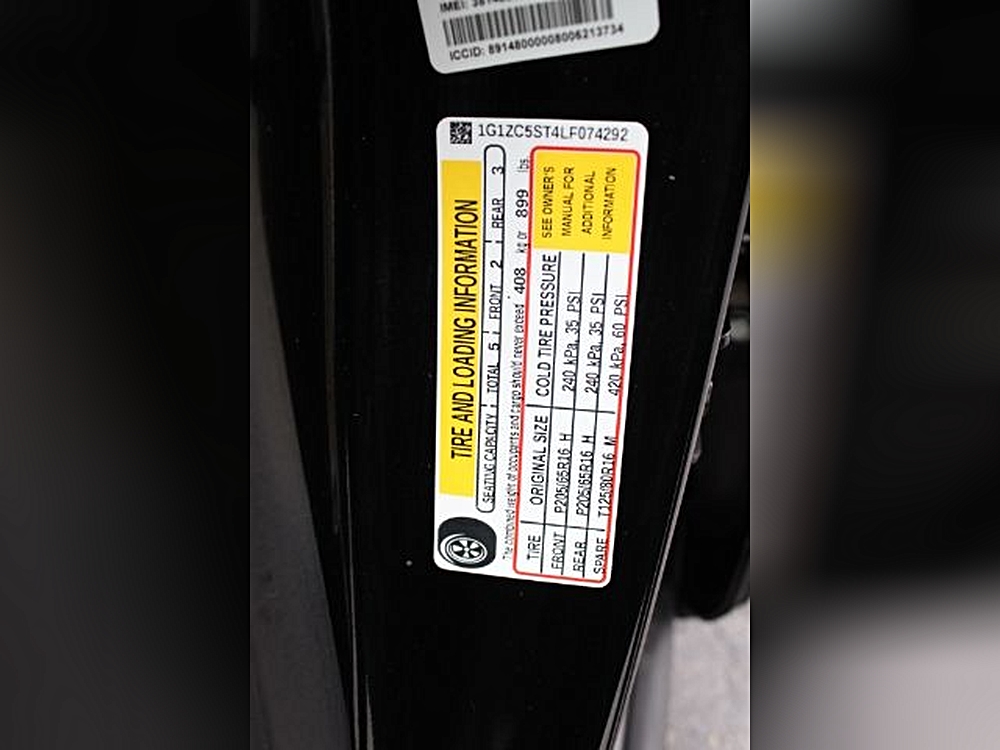 ICCID: 89148000008006213734
1G1ZC5ST4LF074292
TIRE AND LOADING INFORMATION
SEATING CAPACITY TOTAL 5 FRONT 2 REAR 3
The combined weight of occupants and cargo should never exceed 408 kg or 899 lbs.
TIRE ORIGINAL SIZE COLD TIRE PRESSURE
FRONT P205/65R16 H 240 kPa, 35 PSI
REAR P205/65R16 H 240 kPa, 35 PSI
SPARE T125/80R16 M 420 kPa, 60 PSI
SEE OWNER'S
MANUAL FOR
ADDITIONAL
INFORMATION